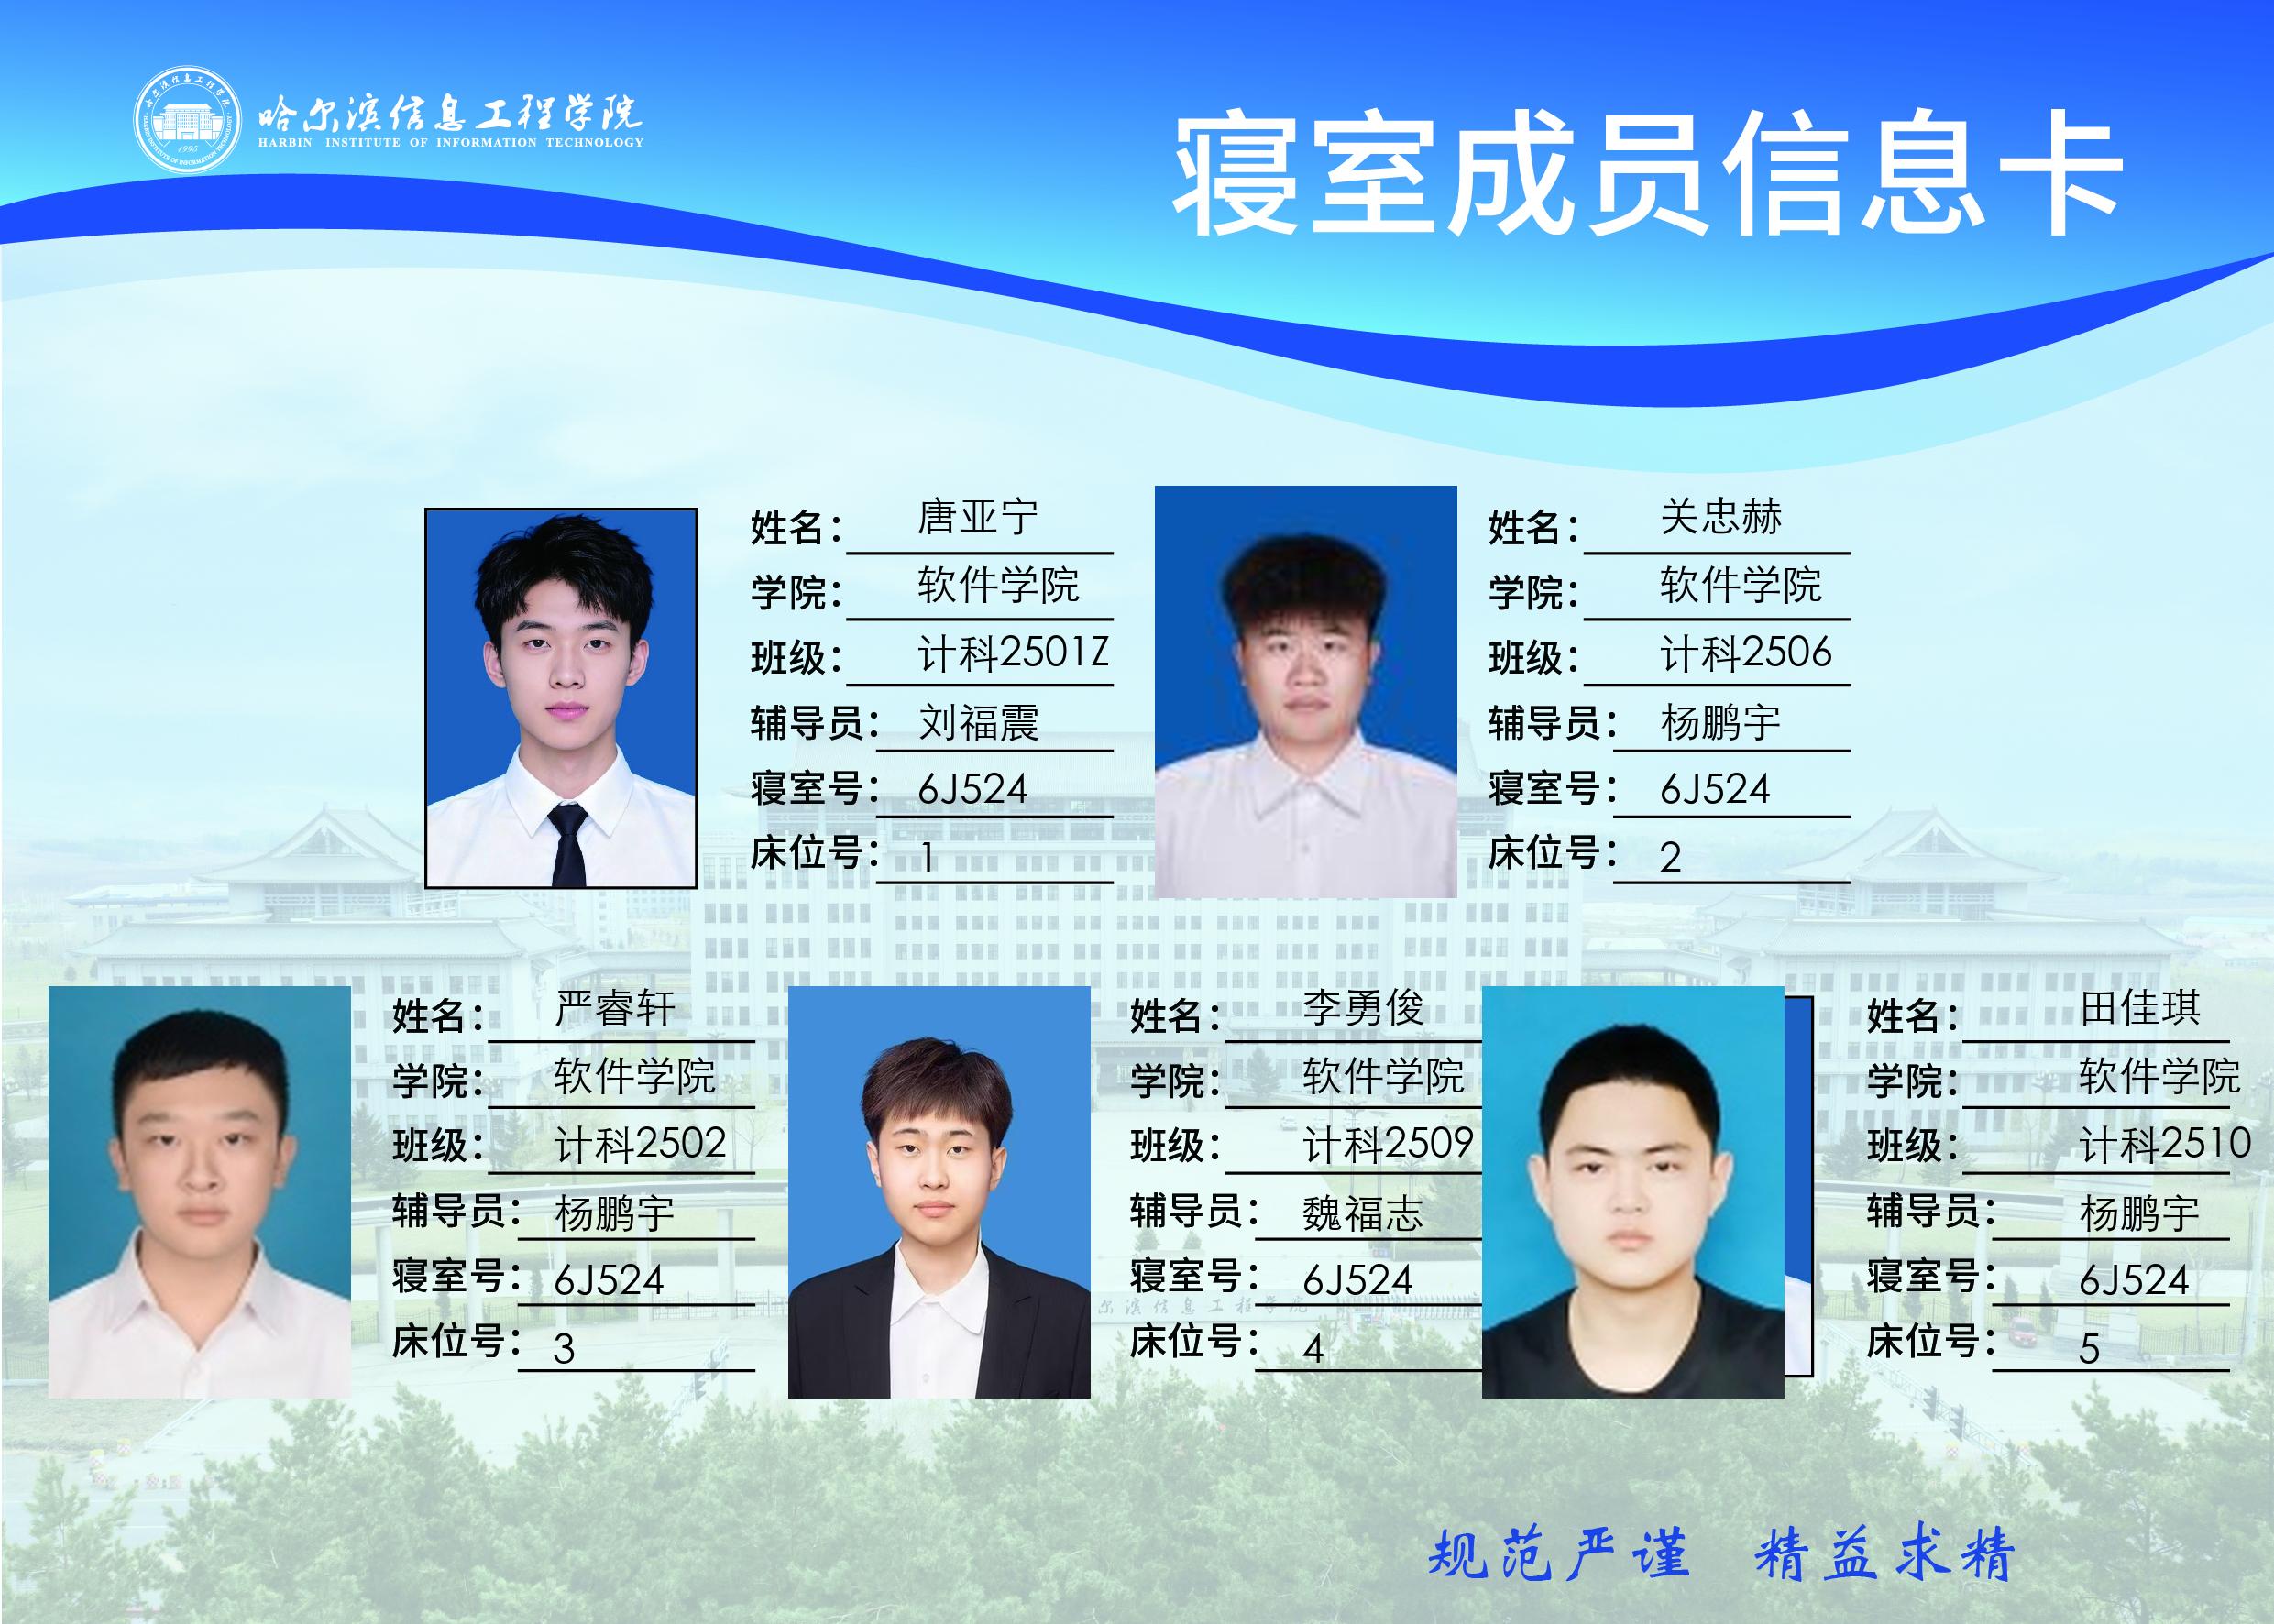 哈尔滨信息工程学院
HARBIN INSTITUTE OF INFORMATION TECHNOLOGY
1995
寝室成员信息卡
姓名： 唐亚宁
学院： 软件学院
班级： 计科2501Z
辅导员： 刘福震
寝室号： 6J524
床位号： 1
姓名： 关忠赫
学院： 软件学院
班级： 计科2506
辅导员： 杨鹏宇
寝室号： 6J524
床位号： 2
姓名： 严睿轩
学院： 软件学院
班级： 计科2502
辅导员： 杨鹏宇
寝室号： 6J524
床位号： 3
姓名： 李勇俊
学院： 软件学院
班级： 计科2509
辅导员： 魏福志
寝室号： 6J524
床位号： 4
姓名： 田佳琪
学院： 软件学院
班级： 计科2510
辅导员： 杨鹏宇
寝室号： 6J524
床位号： 5
尔滨信息工程学院
规范严谨 精益求精